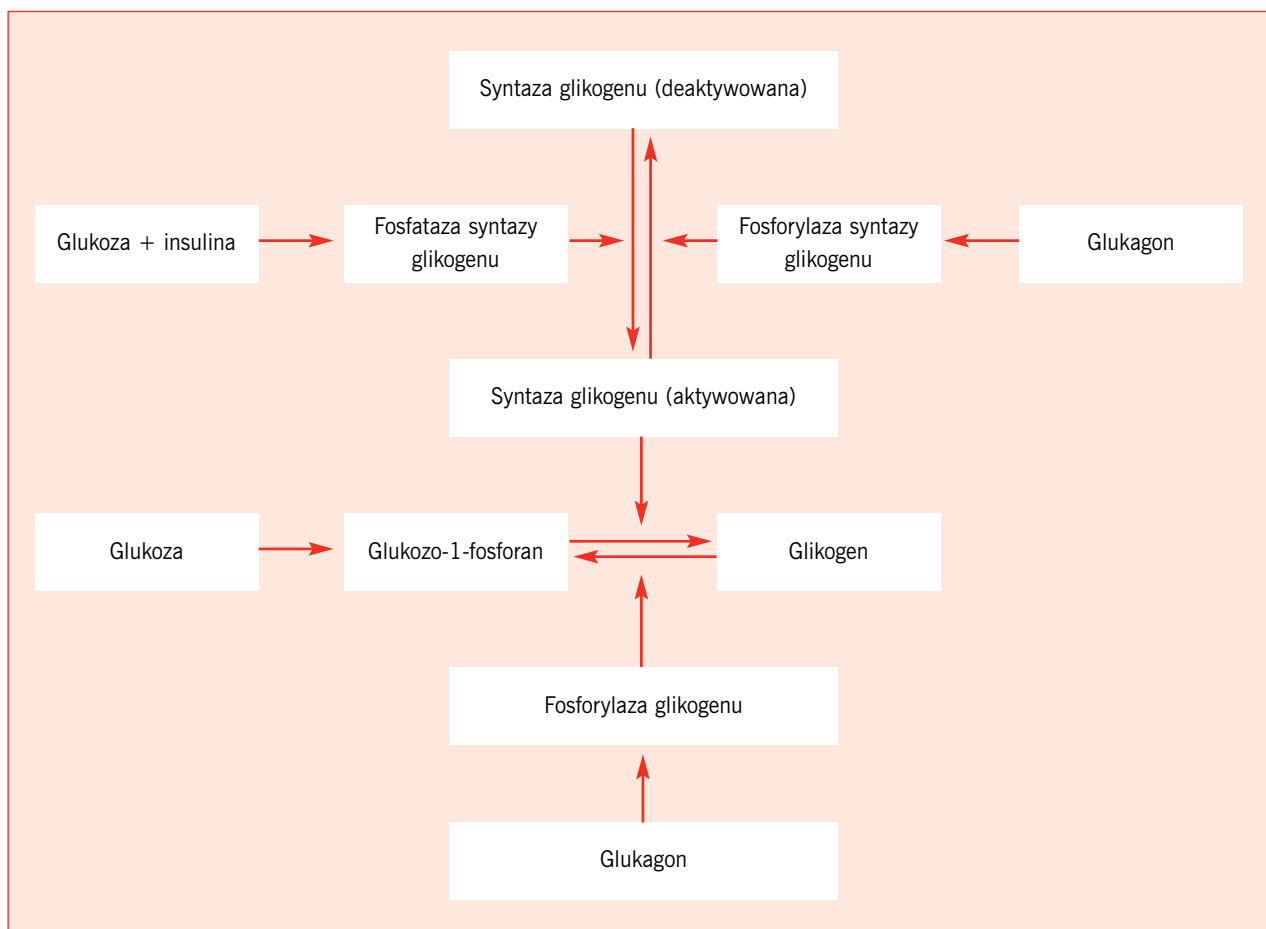 Syntaza glikogenu (deaktywowana)
Glukoza + insulina
Fosfataza syntazy
glikogenu
Fosforylaza syntazy
glikogenu
Glukagon
Syntaza glikogenu (aktywowana)
Glukoza
Glukozo-1-fosforan
Glikogen
Fosforylaza glikogenu
Glukagon